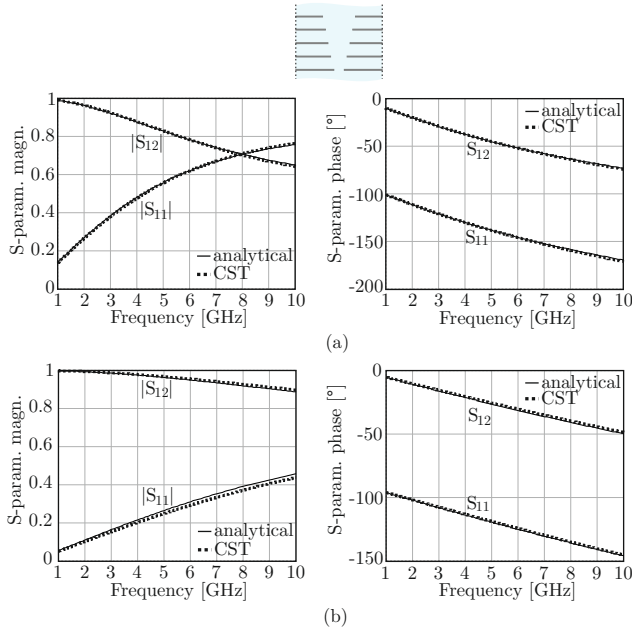 S-param. magn.
1
0.8
0.6
0.4
0.2
0
|S12|
|S11|
analytical
CST
1 2 3 4 5 6 7 8 9 10
Frequency [GHz]
S-param. phase [°]
0
-50
-100
-150
-200
analytical
CST
S12
S11
1 2 3 4 5 6 7 8 9 10
Frequency [GHz]
(a)
S-param. magn.
1
0.8
0.6
0.4
0.2
0
|S12|
|S11|
analytical
CST
1 2 3 4 5 6 7 8 9 10
Frequency [GHz]
S-param. phase [°]
0
-50
-100
-150
analytical
CST
S12
S11
1 2 3 4 5 6 7 8 9 10
Frequency [GHz]
(b)